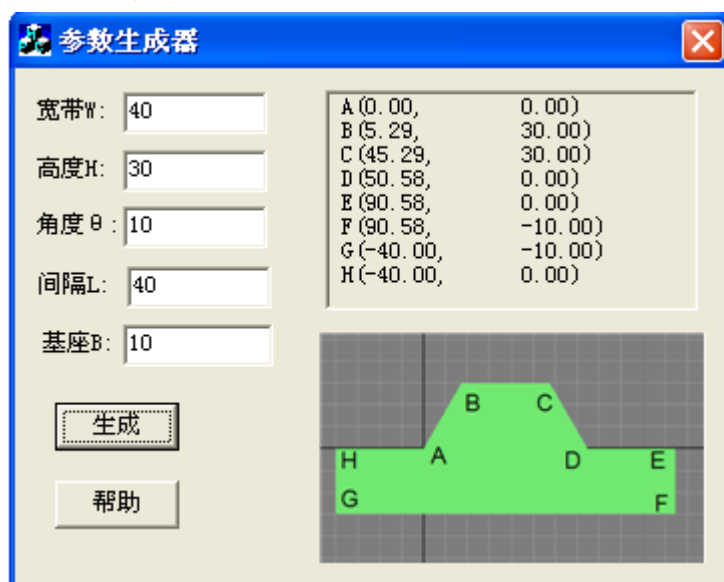 参数生成器
宽带W: 40
高度H: 30
角度θ: 10
间隔L: 40
基座B: 10
生成
帮助
A(0.00, 0.00)
B(5.29, 30.00)
C(45.29, 30.00)
D(50.58, 0.00)
E(90.58, 0.00)
F(90.58, -10.00)
G(-40.00, -10.00)
H(-40.00, 0.00)
B C
H A D E
G F